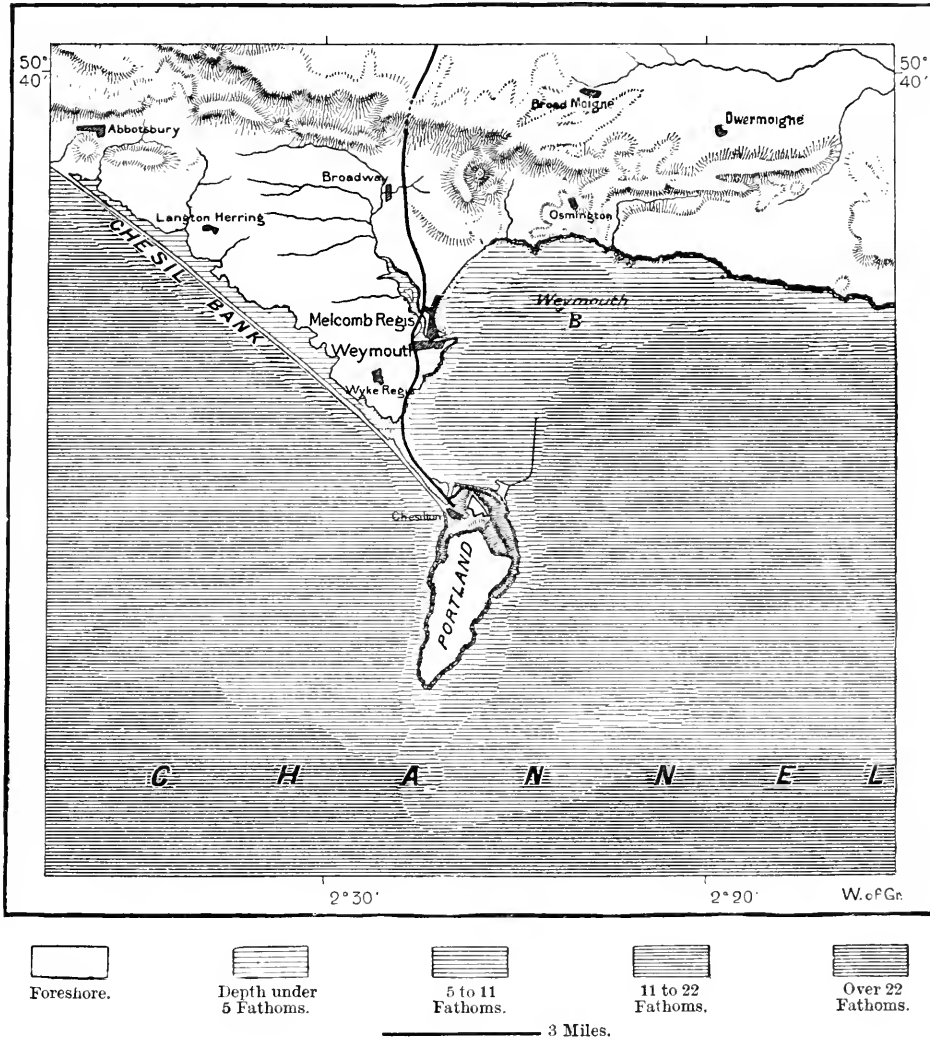 50°
40'
50°
40'
Broad Moigne
Owermoigne
Abbotsbury
Broadway
Langton Herring
Osmington
CHESIL BANK
Weymouth
B
Melcomb Regis
Weymouth
Wyke Regis
Chesilton
PORTLAND
CHANNEL
2°30'
2°20'
W. of Gr.
Foreshore.
Depth under
5 Fathoms.
5 to 11
Fathoms.
11 to 22
Fathoms.
Over 22
Fathoms.
3 Miles.